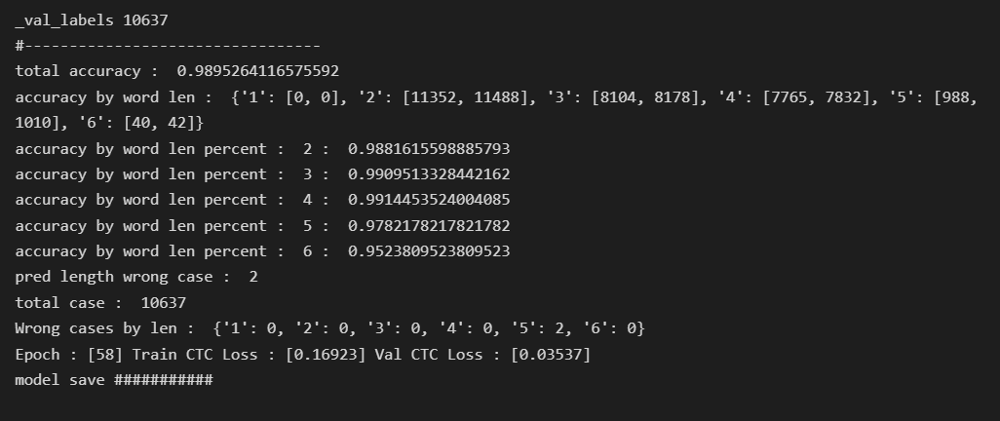 _val_labels 10637
#---------------------------------
total accuracy :  0.9895264116575592
accuracy by word len :  {'1': [0, 0], '2': [11352, 11488], '3': [8104, 8178], '4': [7765, 7832], '5': [988,
1010], '6': [40, 42]}
accuracy by word len percent :  2 :  0.9881615598885793
accuracy by word len percent :  3 :  0.9909513328442162
accuracy by word len percent :  4 :  0.9914453524004085
accuracy by word len percent :  5 :  0.9782178217821782
accuracy by word len percent :  6 :  0.9523809523809523
pred length wrong case :  2
total case :  10637
Wrong cases by len :  {'1': 0, '2': 0, '3': 0, '4': 0, '5': 2, '6': 0}
Epoch : [58] Train CTC Loss : [0.16923] Val CTC Loss : [0.03537]
model save ###########